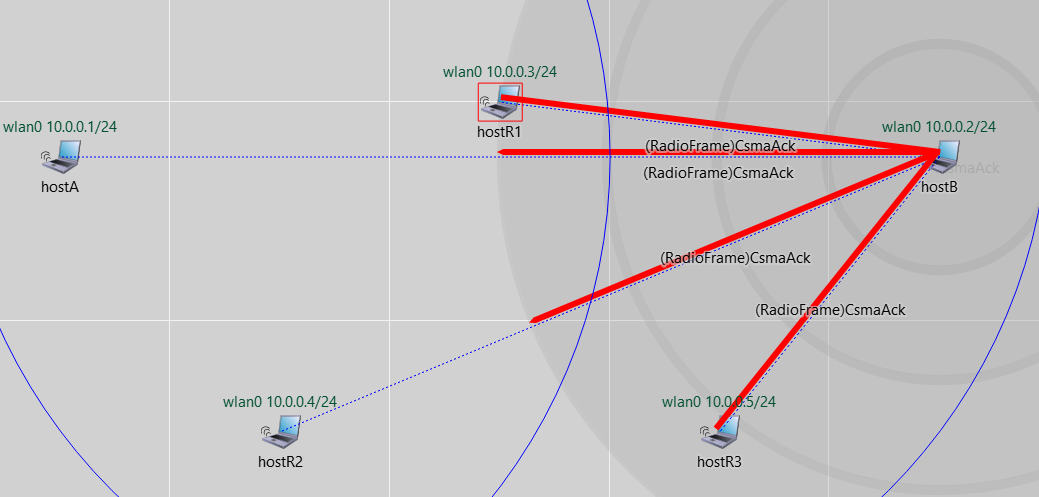 wlan0 10.0.0.3/24
hostR1
wlan0 10.0.0.1/24
hostA
wlan0 10.0.0.2/24
hostB
(RadioFrame)CsmaAck
(RadioFrame)CsmaAck
smaAck
(RadioFrame)CsmaAck
(RadioFrame)CsmaAck
wlan0 10.0.0.4/24
hostR2
wlan0 10.0.0.5/24
hostR3